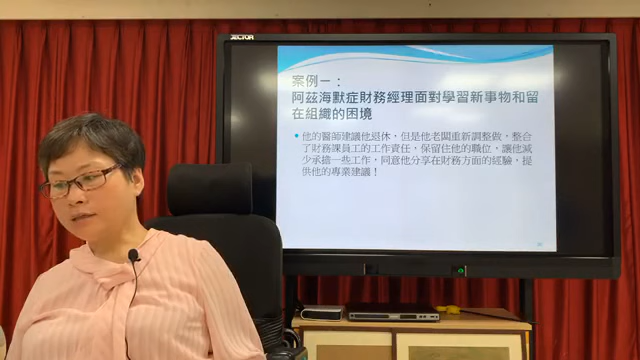 VECTOR
案例一：
阿茲海默症財務經理面對學習新事物和留
在組織的困境
•他的醫師建議他退休，但是他老闆重新調整做，整合
了財務課員工的工作責任，保留住他的職位，讓他減
少承擔一些工作，同意他分享在財務方面的經驗，提
供他的專業建議！